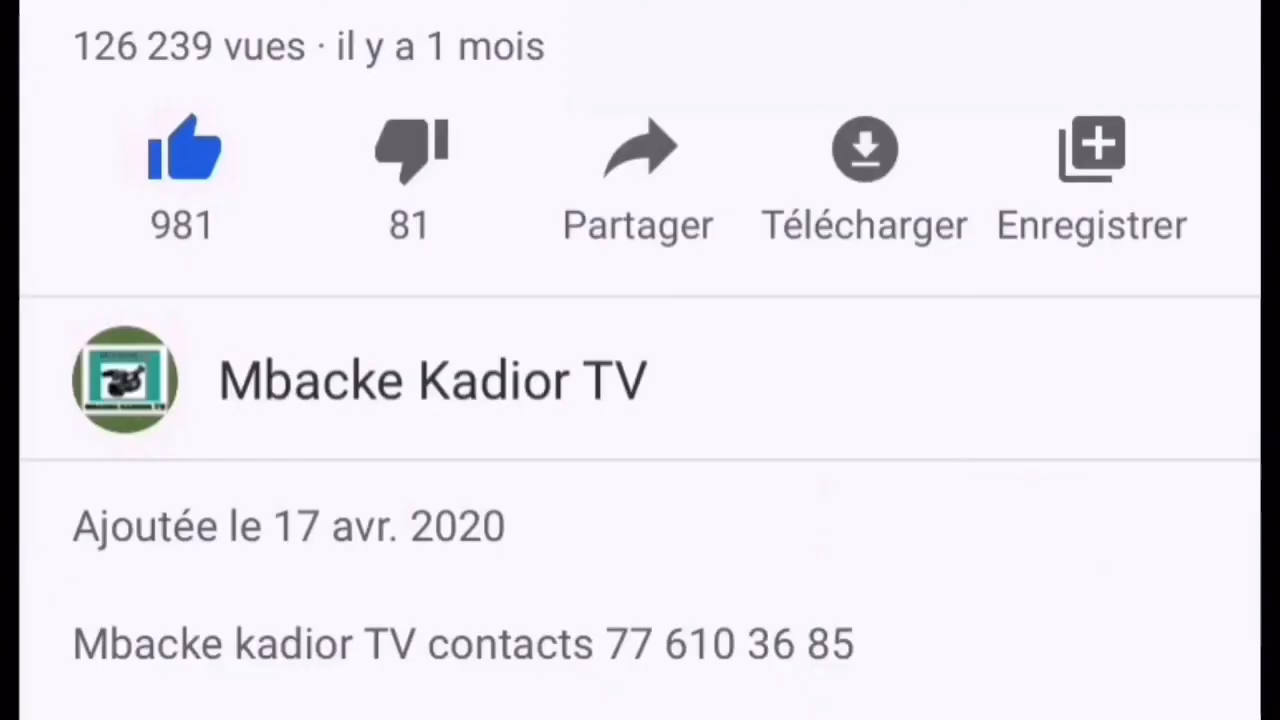 126 239 vues · il y a 1 mois
981 81 Partager Télécharger Enregistrer
Mbacke Kadior TV
Ajoutée le 17 avr. 2020
Mbacke kadior TV contacts 77 610 36 85